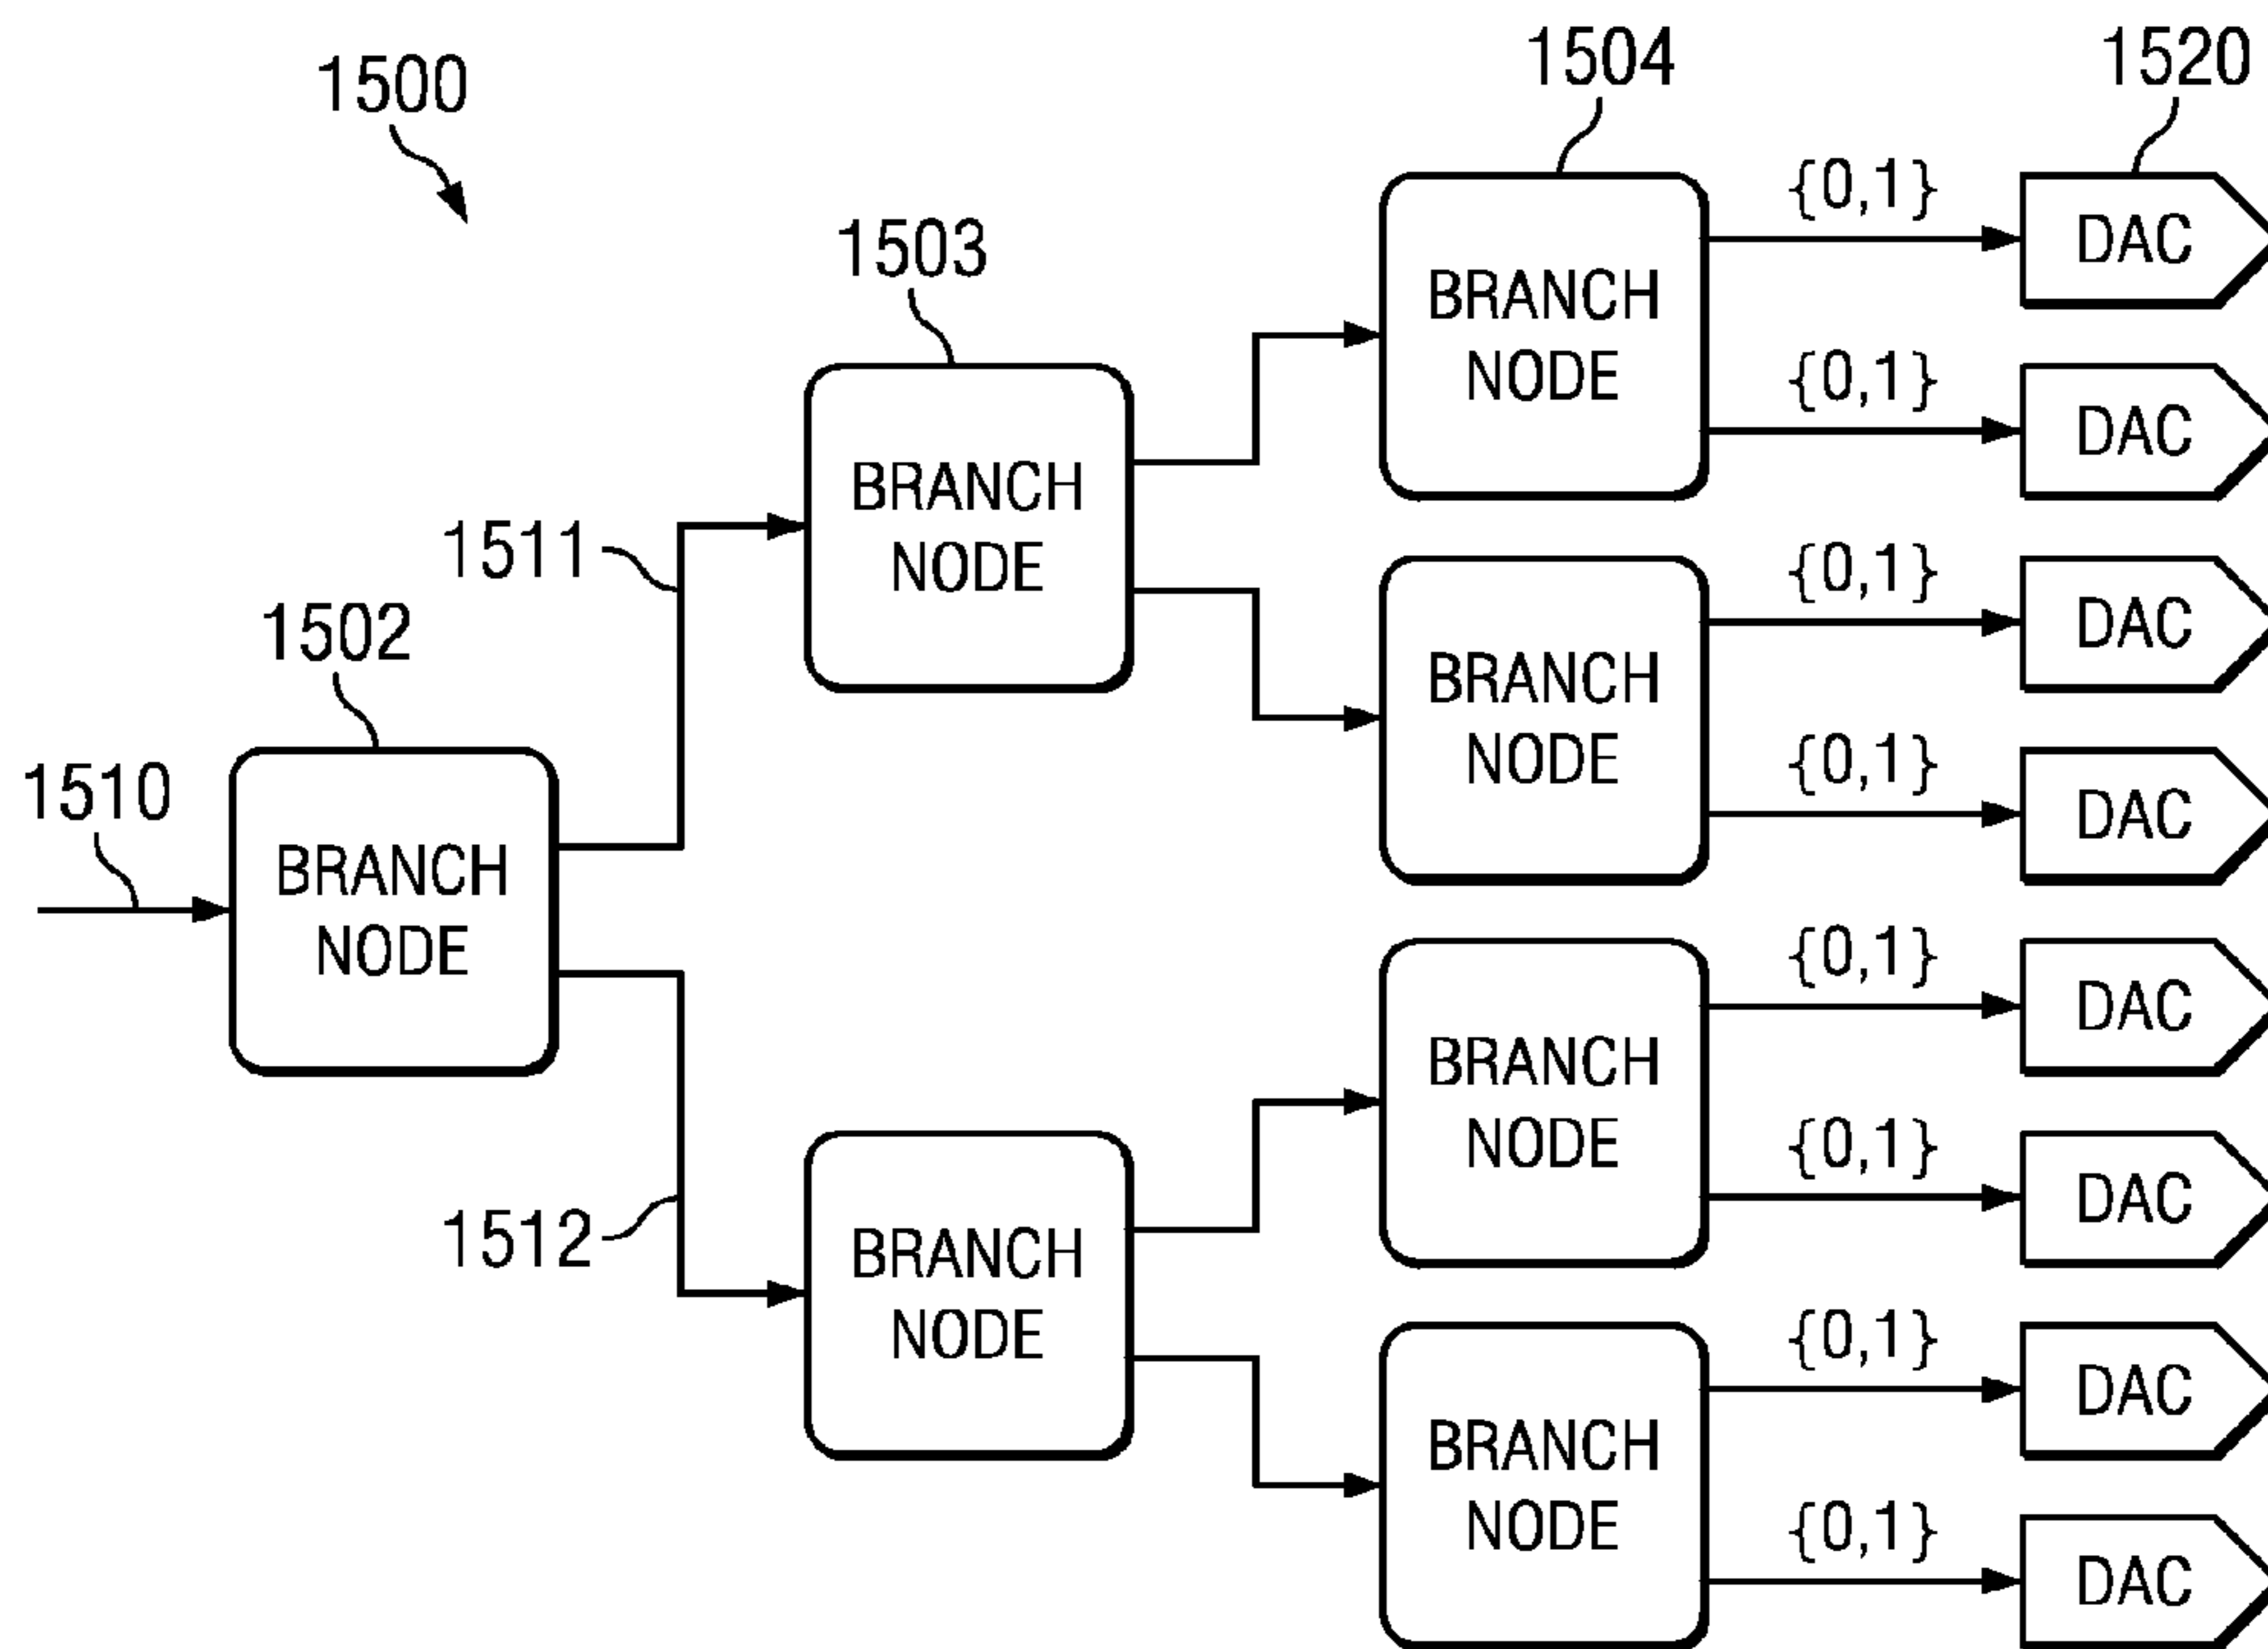 1504
1520
1500
{0,1}
DAC
1503
BRANCH
NODE
{0,1}
DAC
BRANCH
NODE
1511
{0,1}
DAC
1502
BRANCH
NODE
{0,1}
DAC
1510
BRANCH
NODE
{0,1}
DAC
BRANCH
NODE
{0,1}
DAC
1512
BRANCH
NODE
{0,1}
DAC
BRANCH
NODE
{0,1}
DAC